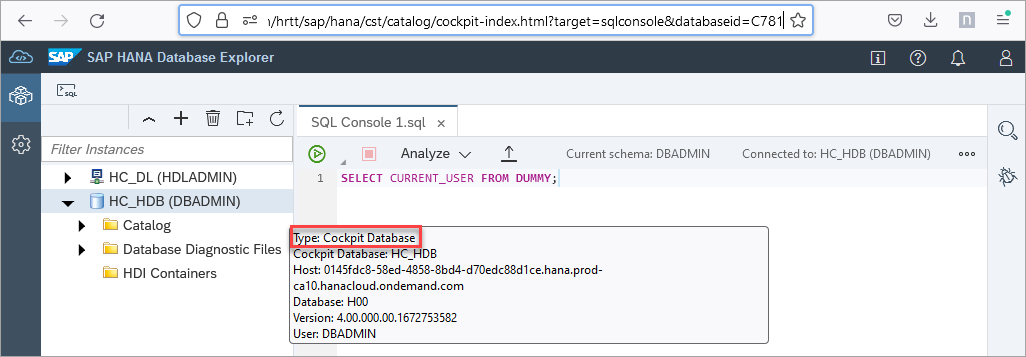 /hrtt/sap/hana/cst/catalog/cockpit-index.html?target=sqlconsole&databaseid=C781
SAP SAP HANA Database Explorer
SQL
SQL Console 1.sql ×
Filter Instances
Analyze
Current schema: DBADMIN
Connected to: HC_HDB (DBADMIN)
HC_DL (HDLADMIN)
1 SELECT CURRENT_USER FROM DUMMY;
HC_HDB (DBADMIN)
Catalog
Database Diagnostic Files
HDI Containers
Type: Cockpit Database
Cockpit Database: HC_HDB
Host: 0145fdc8-58ed-4858-8bd4-d70edc88d1ce.hana.prod-
ca10.hanacloud.ondemand.com
Database: H00
Version: 4.00.000.00.1672753582
User: DBADMIN